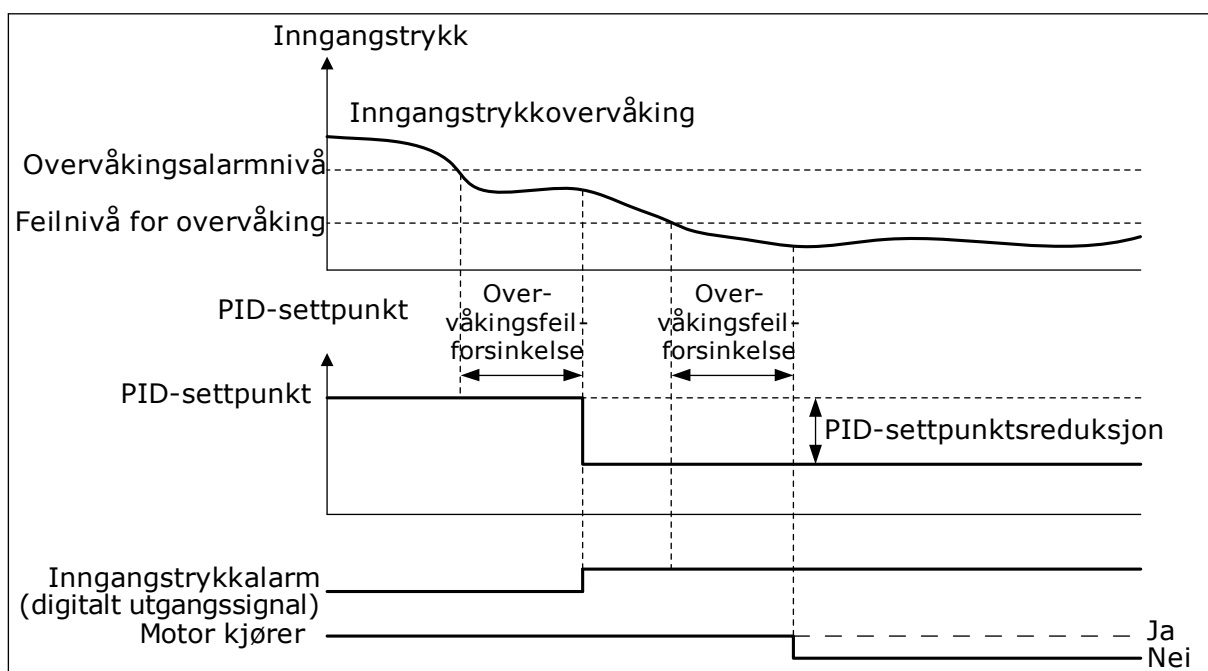 Inngangstrykk
Inngangstrykkovervåking
Overvåkingsalarmnivå
Feilnivå for overvåking
PID-settpunkt
Over-
våkingsfeil-
forsinkelse
Over-
våkingsfeil-
forsinkelse
PID-settpunkt
PID-settpunktsreduksjon
Inngangstrykkalarm
(digitalt utgangssignal)
Motor kjører
Ja
Nei